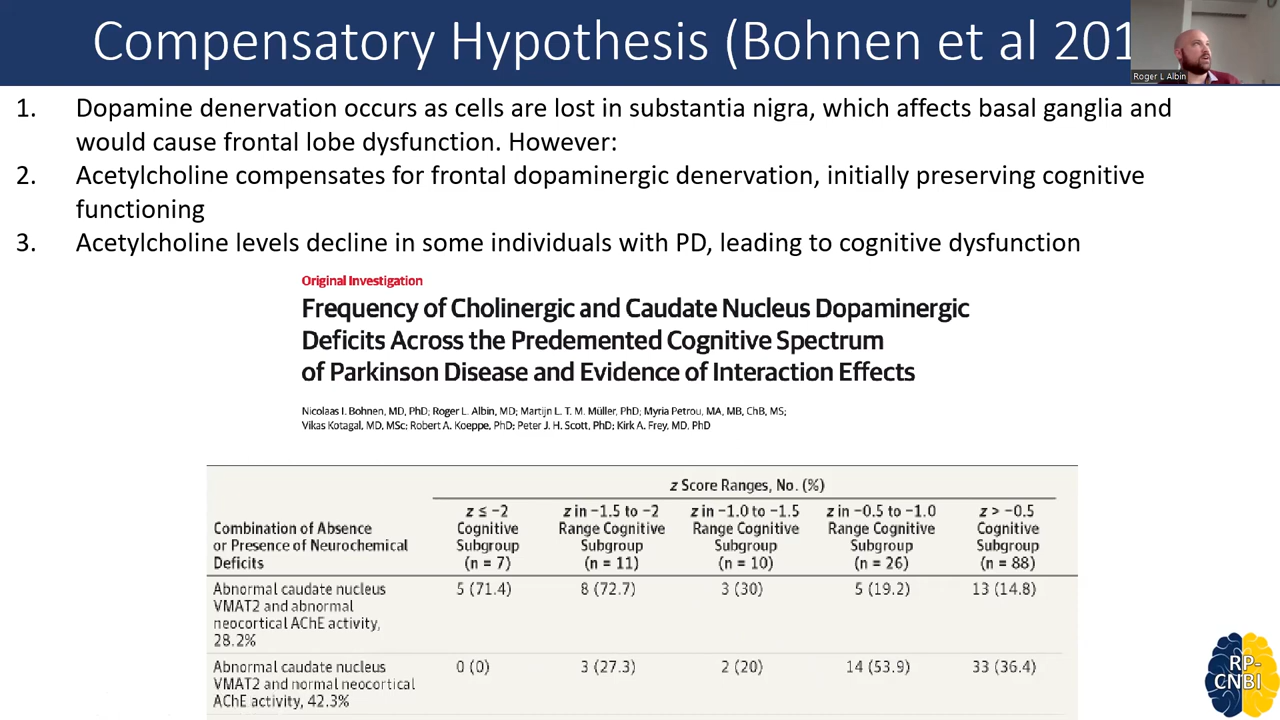 Compensatory Hypothesis (Bohnen et al 201
Roger L Albin
1. Dopamine denervation occurs as cells are lost in substantia nigra, which affects basal ganglia and
would cause frontal lobe dysfunction. However:
2. Acetylcholine compensates for frontal dopaminergic denervation, initially preserving cognitive
functioning
3. Acetylcholine levels decline in some individuals with PD, leading to cognitive dysfunction
Original Investigation
Frequency of Cholinergic and Caudate Nucleus Dopaminergic
Deficits Across the Predemented Cognitive Spectrum
of Parkinson Disease and Evidence of Interaction Effects
Nicolaas I. Bohnen, MD, PhD; Roger L. Albin, MD; Martijn L. T. M. Müller, PhD; Myria Petrou, MA, MB, ChB, MS;
Vikas Kotagal, MD, MSc; Robert A. Koeppe, PhD; Peter J. H. Scott, PhD; Kirk A. Frey, MD, PhD
z Score Ranges, No. (%)
Combination of Absence
or Presence of Neurochemical
Deficits
z ≤ −2
Cognitive
Subgroup
(n = 7)
z in −1.5 to −2
Range Cognitive
Subgroup
(n = 11)
z in −1.0 to −1.5
Range Cognitive
Subgroup
(n = 10)
z in −0.5 to −1.0
Range Cognitive
Subgroup
(n = 26)
z > −0.5
Cognitive
Subgroup
(n = 88)
Abnormal caudate nucleus
VMAT2 and abnormal
neocortical AChE activity,
28.2%
5 (71.4) 8 (72.7) 3 (30) 5 (19.2) 13 (14.8)
Abnormal caudate nucleus
VMAT2 and normal neocortical
AChE activity, 42.3%
0 (0) 3 (27.3) 2 (20) 14 (53.9) 33 (36.4)
RP-
CNBI